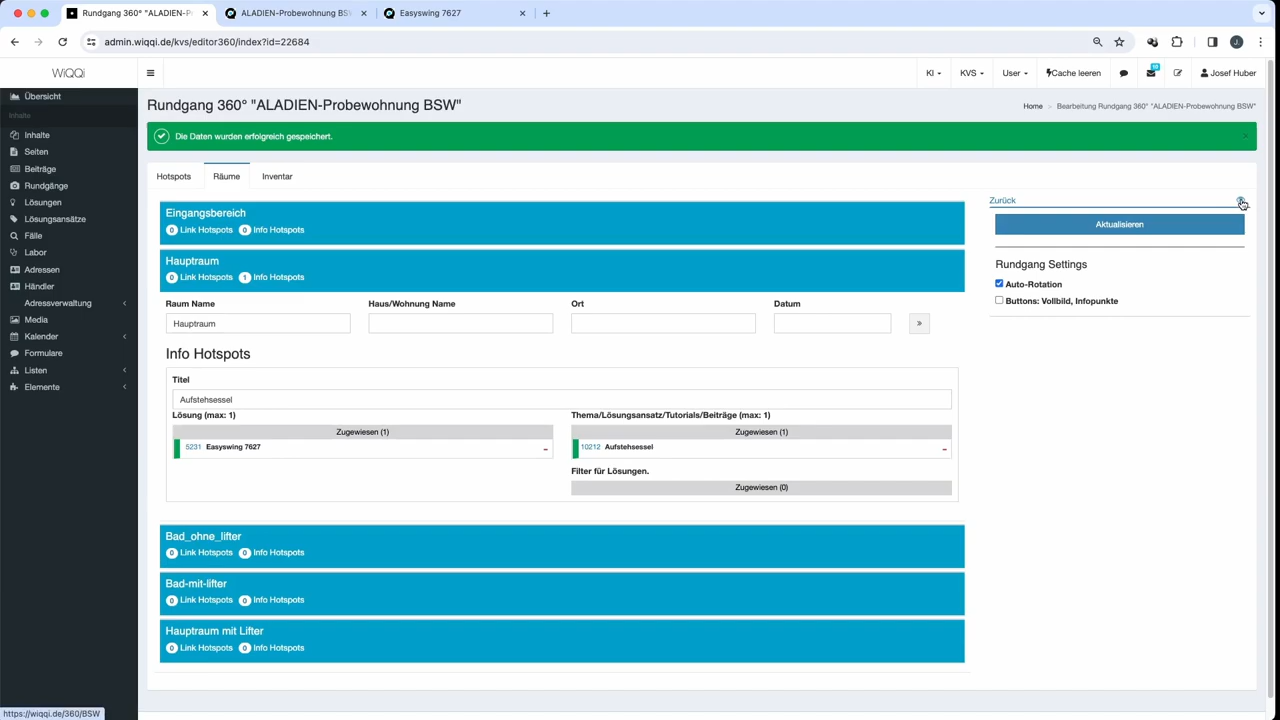 Rundgang 360° "ALADIEN-P
ALADIEN-Probewohnung BSW
Easyswing 7627
admin.wiqqi.de/kvs/editor360/index?id=22684
WiQQi
KI
KVS
User
Cache leeren
Josef Huber
Übersicht
Inhalte
Inhalte
Seiten
Beiträge
Rundgänge
Lösungen
Lösungsansätze
Fälle
Labor
Adressen
Händler
Adressverwaltung
Media
Kalender
Formulare
Listen
Elemente
Rundgang 360° "ALADIEN-Probewohnung BSW"
Home > Bearbeitung Rundgang 360° "ALADIEN-Probewohnung BSW"
Die Daten wurden erfolgreich gespeichert.
×
Hotspots Räume Inventar
Eingangsbereich
0 Link Hotspots 0 Info Hotspots
Hauptraum
0 Link Hotspots 1 Info Hotspots
Raum Name Haus/Wohnung Name Ort Datum
Hauptraum »
Info Hotspots
Titel
Aufstehsessel
Lösung (max: 1) Thema/Lösungsansatz/Tutorials/Beiträge (max: 1)
Zugewiesen (1) Zugewiesen (1)
5231 Easyswing 7627 - 10212 Aufstehsessel -
Filter für Lösungen.
Zugewiesen (0)
Bad_ohne_lifter
0 Link Hotspots 0 Info Hotspots
Bad-mit-lifter
0 Link Hotspots 0 Info Hotspots
Hauptraum mit Lifter
0 Link Hotspots 0 Info Hotspots
Zurück
Aktualisieren
Rundgang Settings
Auto-Rotation
Buttons: Vollbild, Infopunkte
https://wiqqi.de/360/BSW